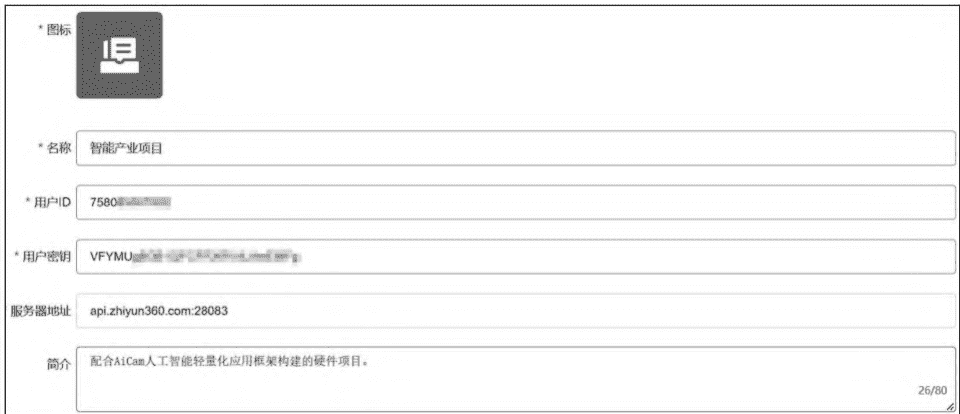 * 图标
* 名称 智能产业项目
* 用户ID 7580
* 用户密钥 VFYMU
服务器地址 api.zhiyun360.com:28083
简介 配合AiCam人工智能轻量化应用框架构建的硬件项目。
26/80